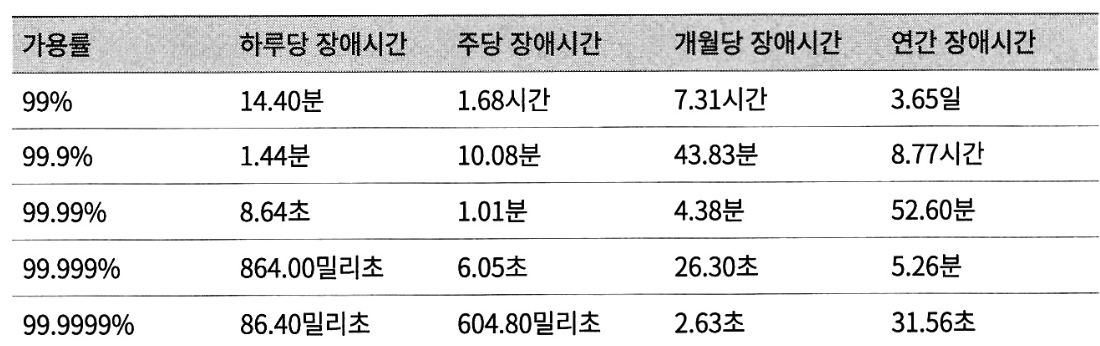 가용률 하루당 장애시간 주당 장애시간 개월당 장애시간 연간 장애시간
99% 14.40분 1.68시간 7.31시간 3.65일
99.9% 1.44분 10.08분 43.83분 8.77시간
99.99% 8.64초 1.01분 4.38분 52.60분
99.999% 864.00밀리초 6.05초 26.30초 5.26분
99.9999% 86.40밀리초 604.80밀리초 2.63초 31.56초